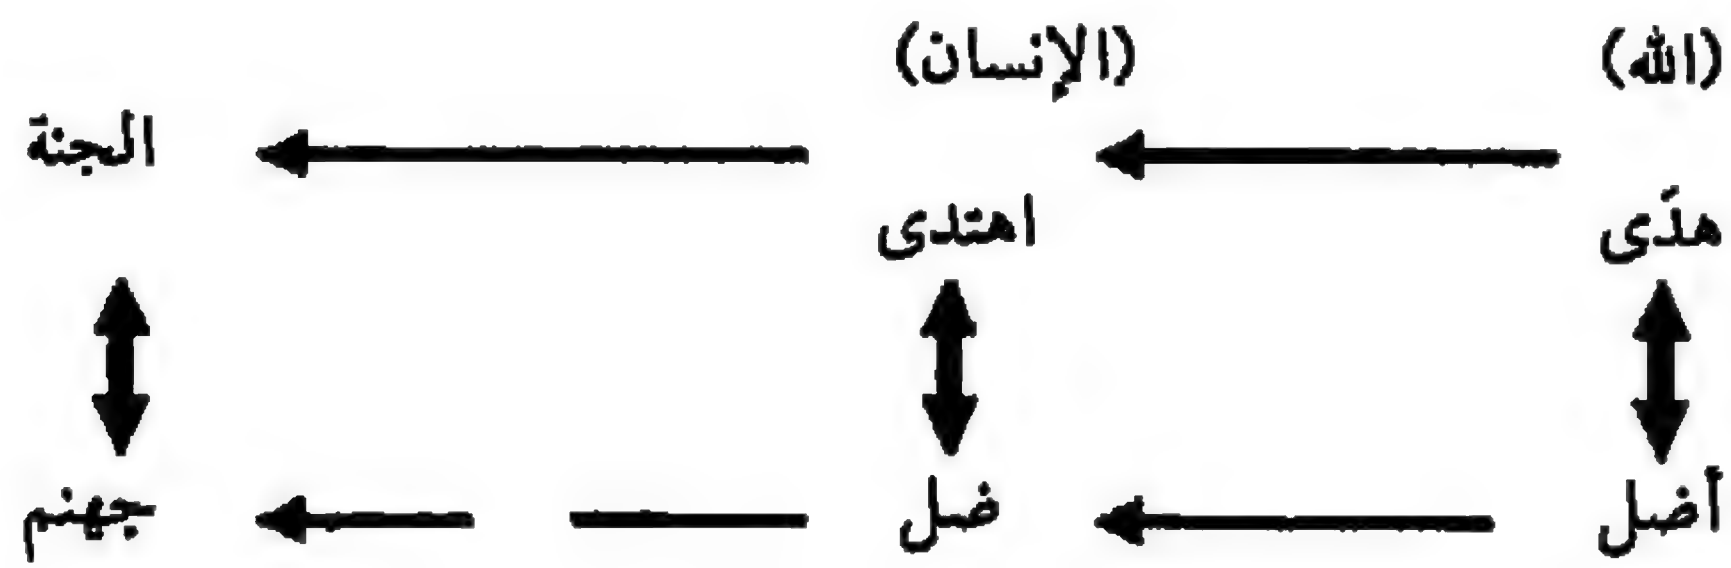 (الله) (الإنسان)
الجنة
هدَى اهتدى
أضل ضل جهنم